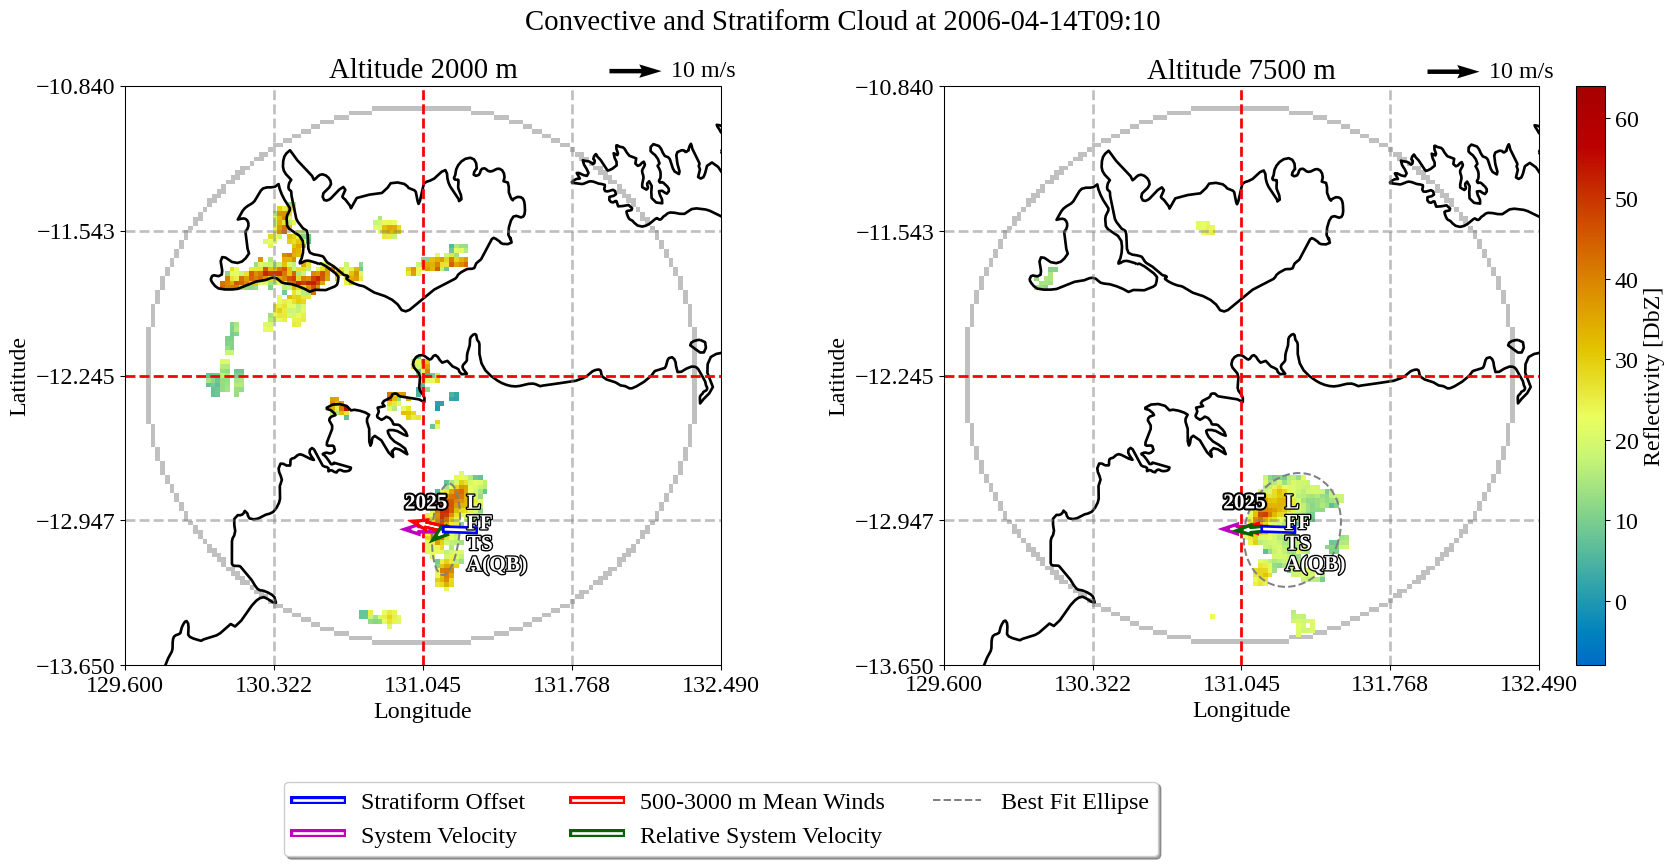 Convective and Stratiform Cloud at 2006-04-14T09:10
Altitude 2000 m
10 m/s
Altitude 7500 m
10 m/s
−10.840
−11.543
−12.245
−12.947
−13.650
Latitude
129.600
130.322
131.045
131.768
132.490
Longitude
2025
L
FF
TS
A(QB)
−10.840
−11.543
−12.245
−12.947
−13.650
Latitude
129.600
130.322
131.045
131.768
132.490
Longitude
2025
L
FF
TS
A(QB)
60
50
40
30
20
10
0
Reflectivity [DbZ]
Stratiform Offset
System Velocity
500-3000 m Mean Winds
Relative System Velocity
Best Fit Ellipse